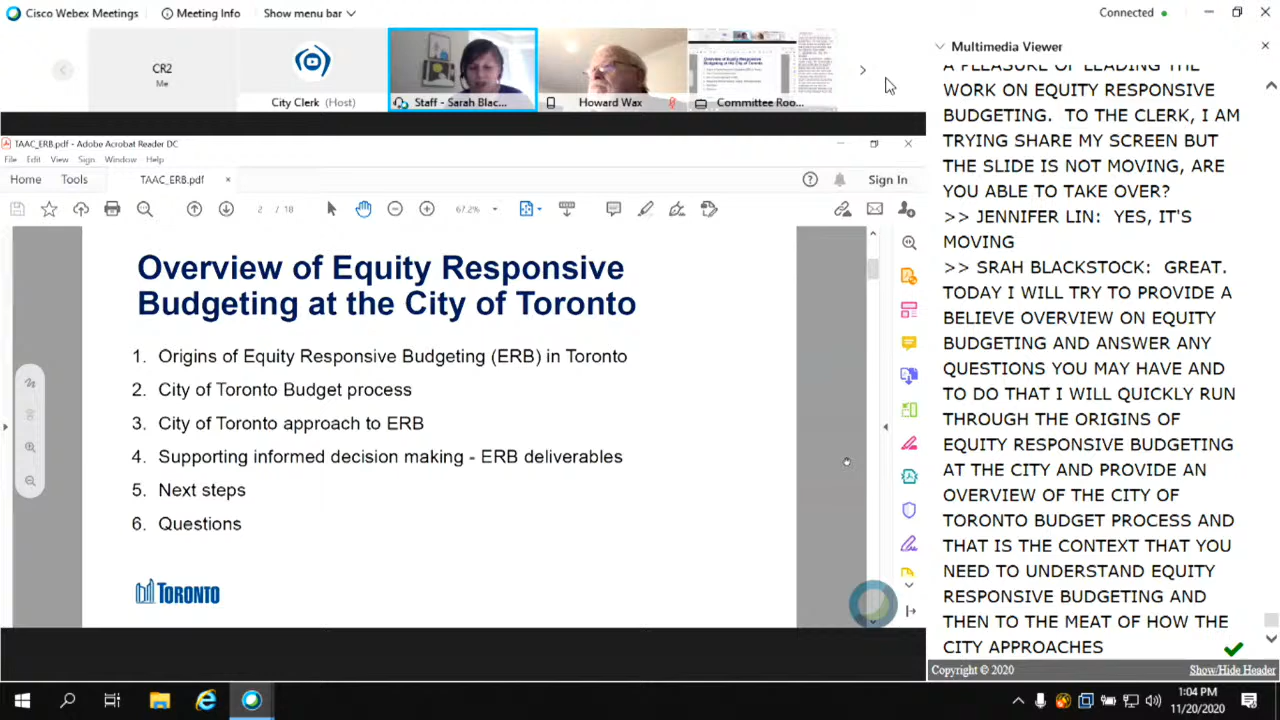 Cisco Webex Meetings
Meeting Info
Show menu bar
Connected
CR2
Me
City Clerk (Host)
Staff - Sarah Blac...
Howard Wax
Overview of Equity Responsive
Budgeting at the City of Toronto
Committee Roo...
TAAC_ERB.pdf - Adobe Acrobat Reader DC
File Edit View Sign Window Help
Home Tools TAAC_ERB.pdf × Sign In
2 / 18 67.2%
Overview of Equity Responsive
Budgeting at the City of Toronto
1. Origins of Equity Responsive Budgeting (ERB) in Toronto
2. City of Toronto Budget process
3. City of Toronto approach to ERB
4. Supporting informed decision making - ERB deliverables
5. Next steps
6. Questions
TORONTO
Multimedia Viewer
WORK ON EQUITY RESPONSIVE
BUDGETING. TO THE CLERK, I AM
TRYING SHARE MY SCREEN BUT
THE SLIDE IS NOT MOVING, ARE
YOU ABLE TO TAKE OVER?
>> JENNIFER LIN: YES, IT'S
MOVING
>> SRAH BLACKSTOCK: GREAT.
TODAY I WILL TRY TO PROVIDE A
BELIEVE OVERVIEW ON EQUITY
BUDGETING AND ANSWER ANY
QUESTIONS YOU MAY HAVE AND
TO DO THAT I WILL QUICKLY RUN
THROUGH THE ORIGINS OF
EQUITY RESPONSIVE BUDGETING
AT THE CITY AND PROVIDE AN
OVERVIEW OF THE CITY OF
TORONTO BUDGET PROCESS AND
THAT IS THE CONTEXT THAT YOU
NEED TO UNDERSTAND EQUITY
RESPONSIVE BUDGETING AND
THEN TO THE MEAT OF HOW THE
CITY APPROACHES
Copyright © 2020 Show/Hide Header
1:04 PM
11/20/2020